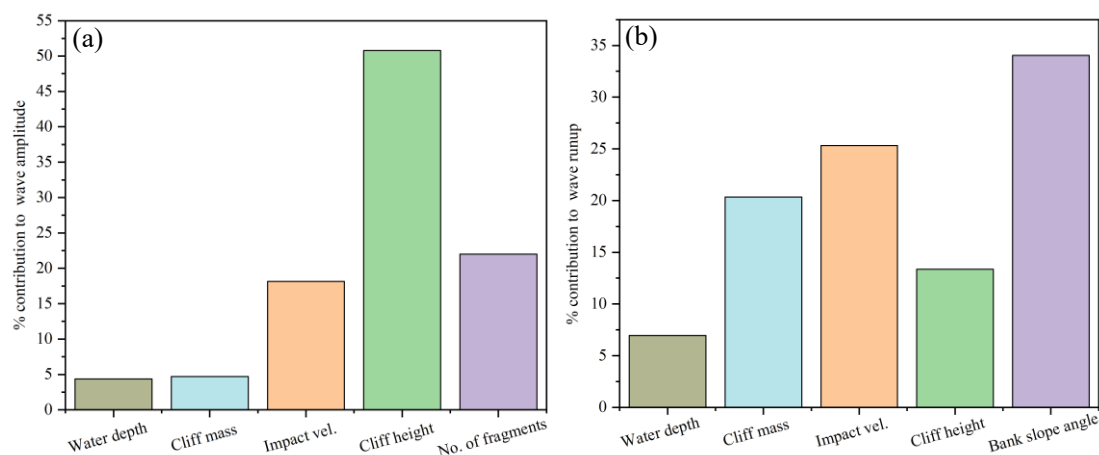 (a)
% contribution to wave amplitude
55
50
45
40
35
30
25
20
15
10
5
0
Water depth
Cliff mass
Impact vel.
Cliff height
No. of fragments
(b)
% contribution to wave runup
35
30
25
20
15
10
5
0
Water depth
Cliff mass
Impact vel.
Cliff height
Bank slope angle